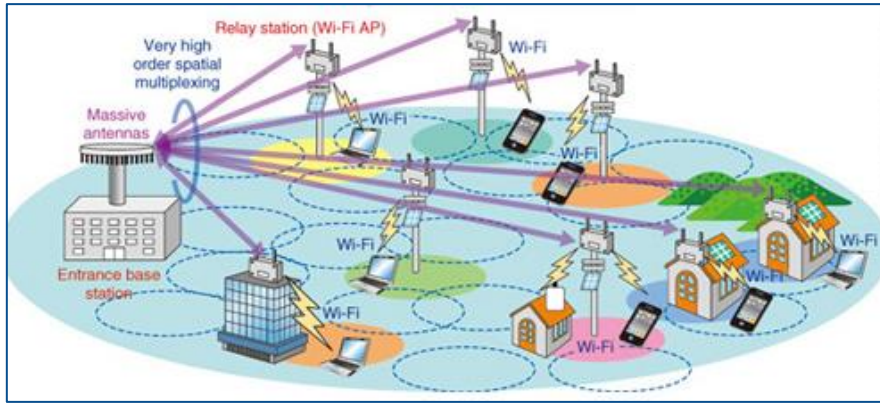 Relay station (Wi-Fi AP)
Very high
order spatial
multiplexing
Wi-Fi
Massive
antennas
Wi-Fi
Wi-Fi
Wi-Fi
Wi-Fi
Wi-Fi
Wi-Fi
Entrance base
station
Wi-Fi
Wi-Fi